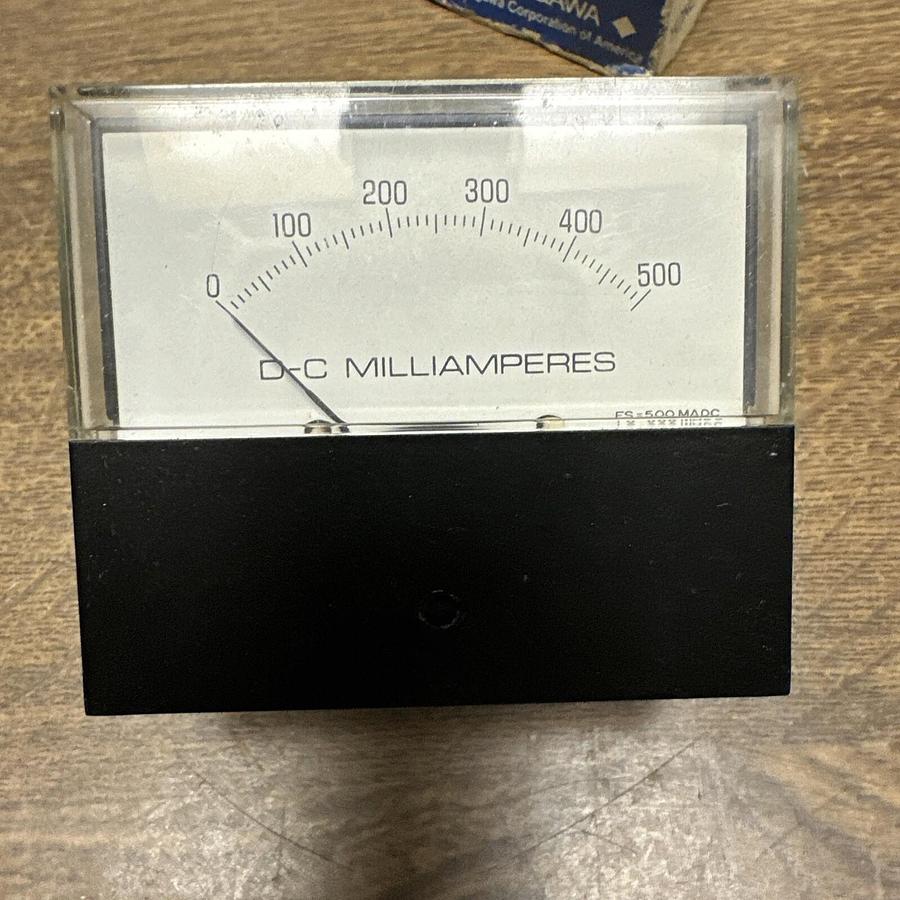 Corporation of America
0 100 200 300 400 500
D-C MILLIAMPERES
FS=500 MADC